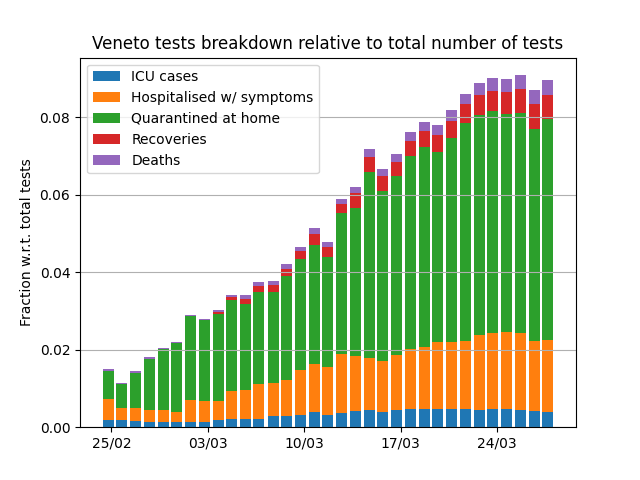 Veneto tests breakdown relative to total number of tests
ICU cases
Hospitalised w/ symptoms
Quarantined at home
Recoveries
Deaths
Fraction w.r.t. total tests
0.08
0.06
0.04
0.02
0.00
25/02
03/03
10/03
17/03
24/03